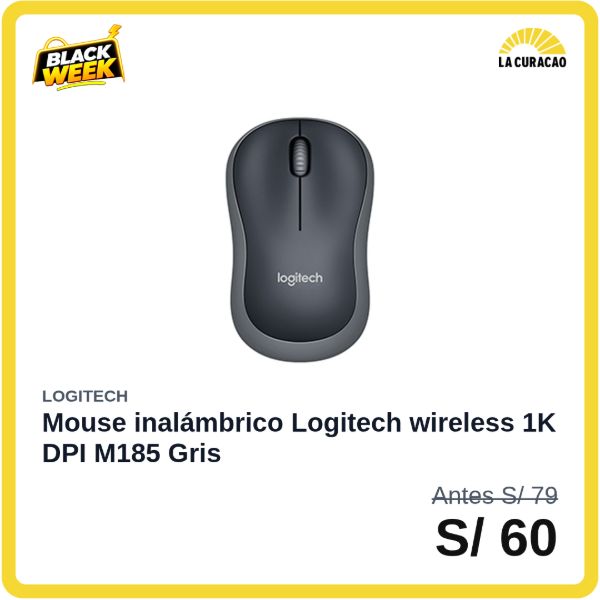 BLACK
WEEK
LA CURACAO
logitech
LOGITECH
Mouse inalámbrico Logitech wireless 1K
DPI M185 Gris
Antes S/ 79
S/ 60